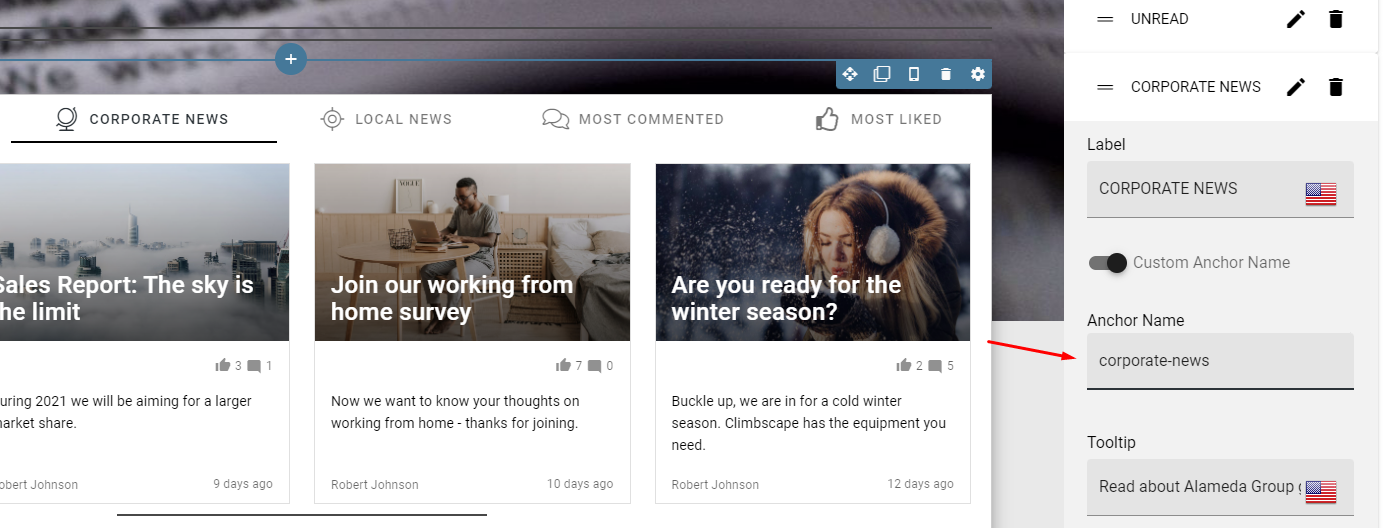 We were
UNREAD
CORPORATE NEWS
CORPORATE NEWS
LOCAL NEWS
MOST COMMENTED
MOST LIKED
VOGUE
Sales Report: The sky is
the limit
3 1
uring 2021 we will be aiming for a larger
market share.
obert Johnson
9 days ago
Join our working from
home survey
7 0
Now we want to know your thoughts on
working from home - thanks for joining.
Robert Johnson
10 days ago
Are you ready for the
winter season?
2 5
Buckle up, we are in for a cold winter
season. Climbscape has the equipment you
need.
Robert Johnson
12 days ago
Label
CORPORATE NEWS
Custom Anchor Name
Anchor Name
corporate-news
Tooltip
Read about Alameda Group